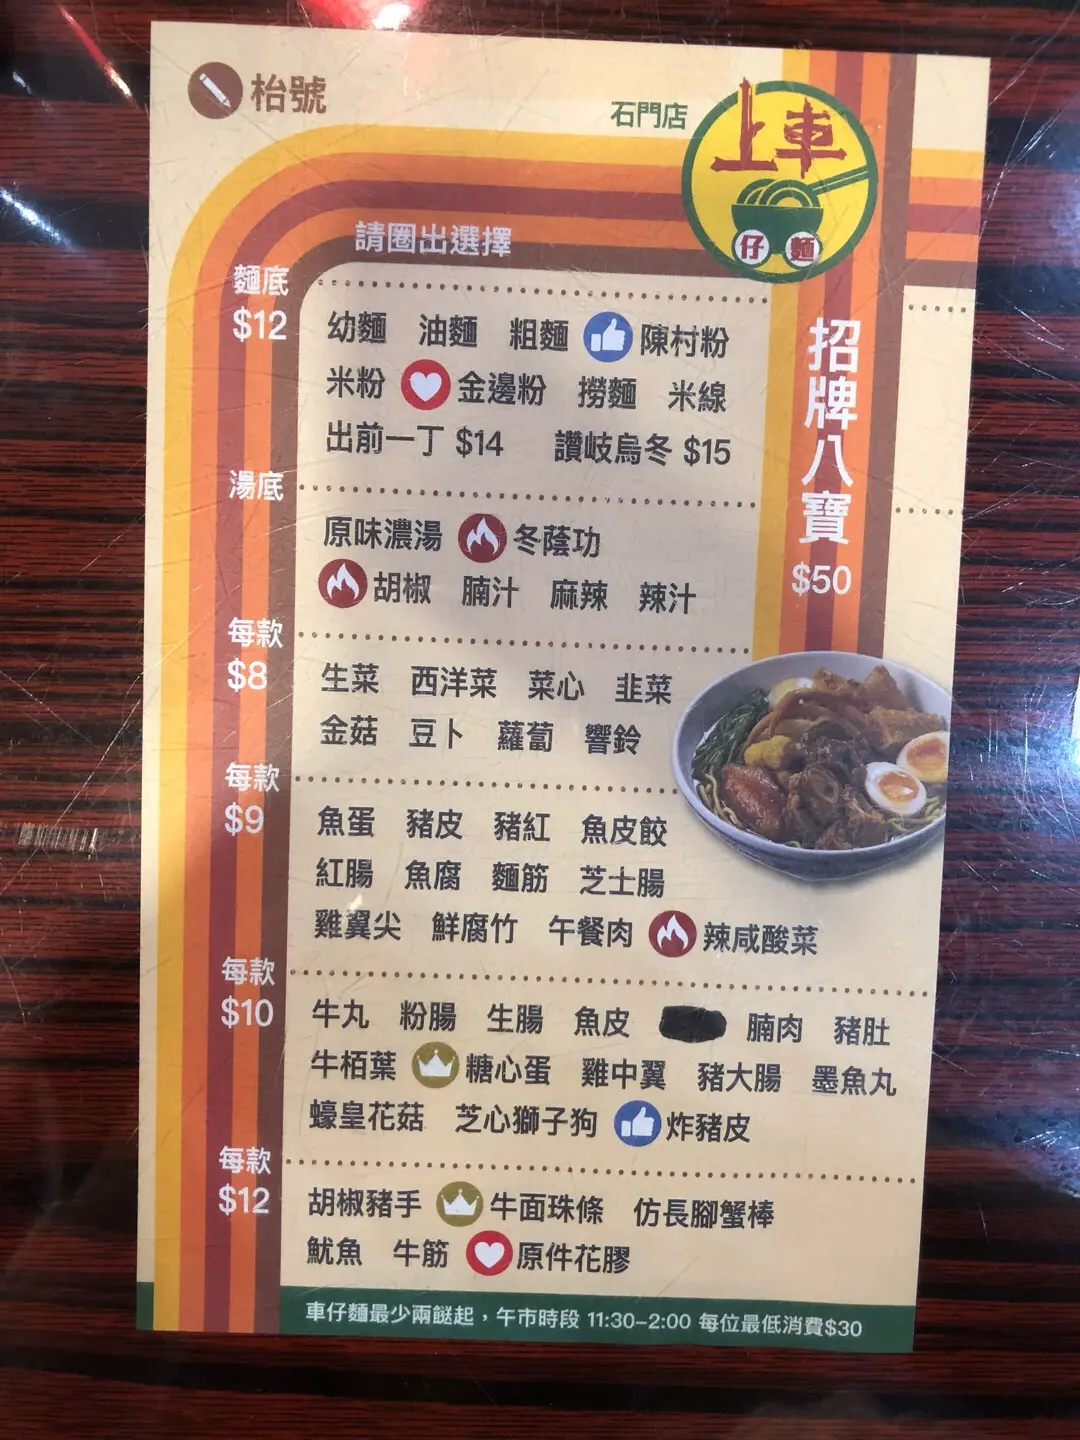 枱號
石門店
上車
仔麵
請圈出選擇
麵底
$12
幼麵 油麵 粗麵 陳村粉
米粉 金邊粉 撈麵 米線
出前一丁 $14 讚岐烏冬 $15
招牌八寶
$50
湯底
原味濃湯 冬蔭功
胡椒 腩汁 麻辣 辣汁
每款
$8
生菜 西洋菜 菜心 韭菜
金菇 豆卜 蘿蔔 響鈴
每款
$9
魚蛋 豬皮 豬紅 魚皮餃
紅腸 魚腐 麵筋 芝士腸
雞翼尖 鮮腐竹 午餐肉 辣咸酸菜
每款
$10
牛丸 粉腸 生腸 魚皮 腩肉 豬肚
牛栢葉 糖心蛋 雞中翼 豬大腸 墨魚丸
蠔皇花菇 芝心獅子狗 炸豬皮
每款
$12
胡椒豬手 牛面珠條 仿長腳蟹棒
魷魚 牛筋 原件花膠
車仔麵最少兩餸起，午市時段 11:30–2:00 每位最低消費$30